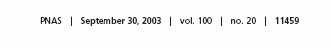 PNAS | September 30, 2003 | vol. 100 | no. 20 | 11459